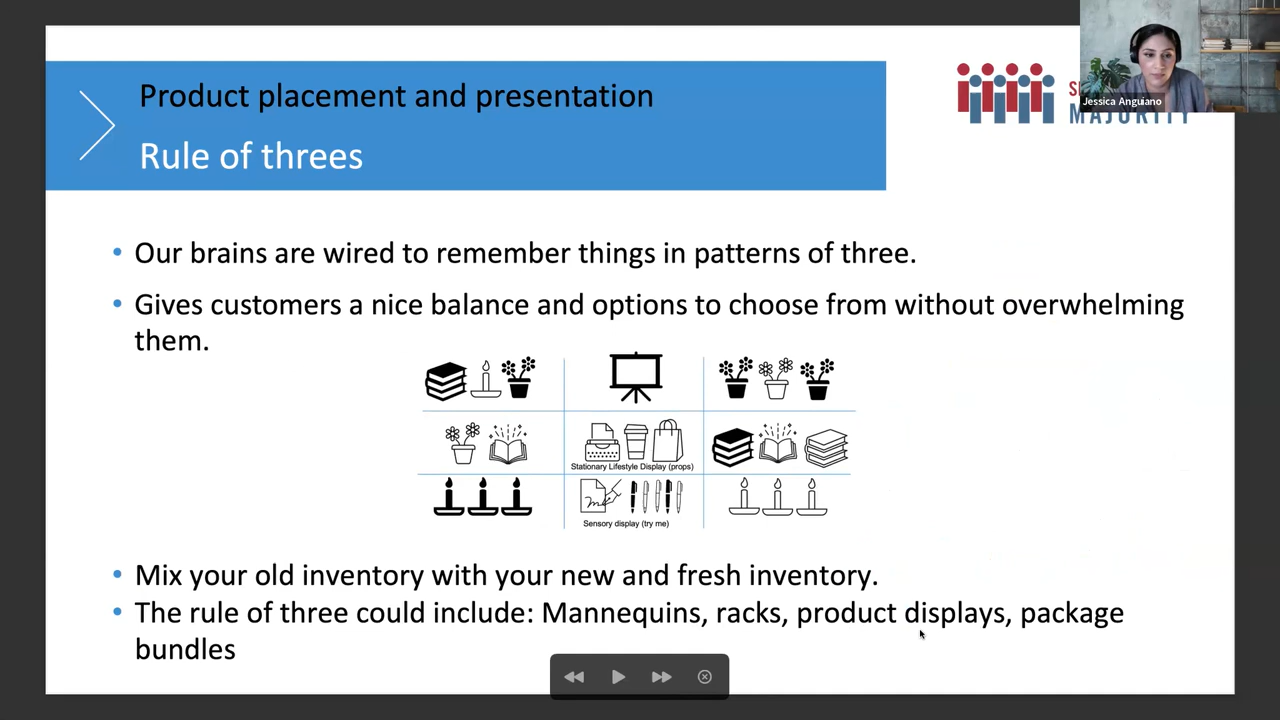 Product placement and presentation
Rule of threes
Jessica Anguiano
MAJORITY
• Our brains are wired to remember things in patterns of three.
• Gives customers a nice balance and options to choose from without overwhelming
them.
Stationary Lifestyle Display (props)
Sensory display (try me)
• Mix your old inventory with your new and fresh inventory.
• The rule of three could include: Mannequins, racks, product displays, package
bundles